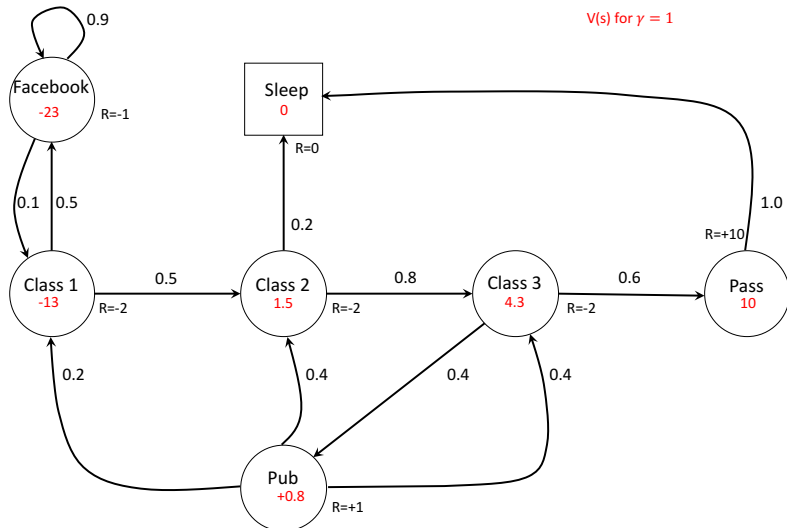 V(s) for γ = 1
0.9
Facebook
-23
R=-1
Sleep
0
R=0
0.1
0.5
0.2
1.0
R=+10
Class 1
-13
R=-2
0.5
Class 2
1.5
R=-2
0.8
Class 3
4.3
R=-2
0.6
Pass
10
0.2
0.4
0.4
0.4
Pub
+0.8
R=+1